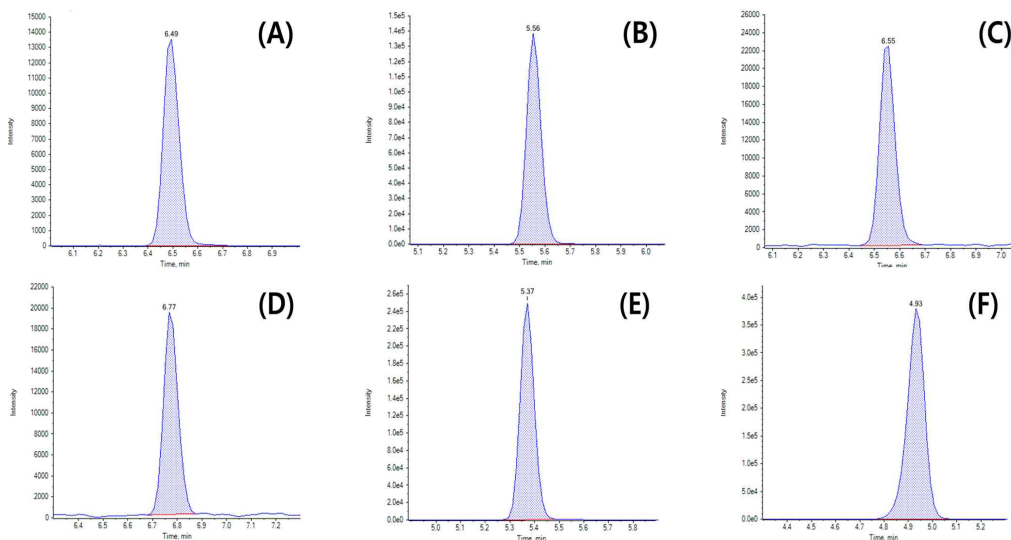 (A)
6.49
15000
14000
13000
12000
11000
10000
9000
8000
7000
6000
5000
4000
3000
2000
1000
0
Intensity
6.1 6.2 6.3 6.4 6.5 6.6 6.7 6.8 6.9
Time, min
(B)
5.56
1.5e5
1.4e5
1.3e5
1.2e5
1.1e5
1.0e5
9.0e4
8.0e4
7.0e4
6.0e4
5.0e4
4.0e4
3.0e4
2.0e4
1.0e4
0.0e0
Intensity
5.1 5.2 5.3 5.4 5.5 5.6 5.7 5.8 5.9 6.0
Time, min
(C)
6.55
26000
24000
22000
20000
18000
16000
14000
12000
10000
8000
6000
4000
2000
0
Intensity
6.1 6.2 6.3 6.4 6.5 6.6 6.7 6.8 6.9 7.0
Time, min
(D)
6.77
22000
20000
18000
16000
14000
12000
10000
8000
6000
4000
2000
0
Intensity
6.4 6.5 6.6 6.7 6.8 6.9 7.0 7.1 7.2
Time, min
(E)
5.37
2.6e5
2.4e5
2.2e5
2.0e5
1.8e5
1.6e5
1.4e5
1.2e5
1.0e5
8.0e4
6.0e4
4.0e4
2.0e4
0.0e0
Intensity
5.0 5.1 5.2 5.3 5.4 5.5 5.6 5.7 5.8
Time, min
(F)
4.93
4.0e5
3.5e5
3.0e5
2.5e5
2.0e5
1.5e5
1.0e5
5.0e4
0.0e0
Intensity
4.4 4.5 4.6 4.7 4.8 4.9 5.0 5.1 5.2
Time, min